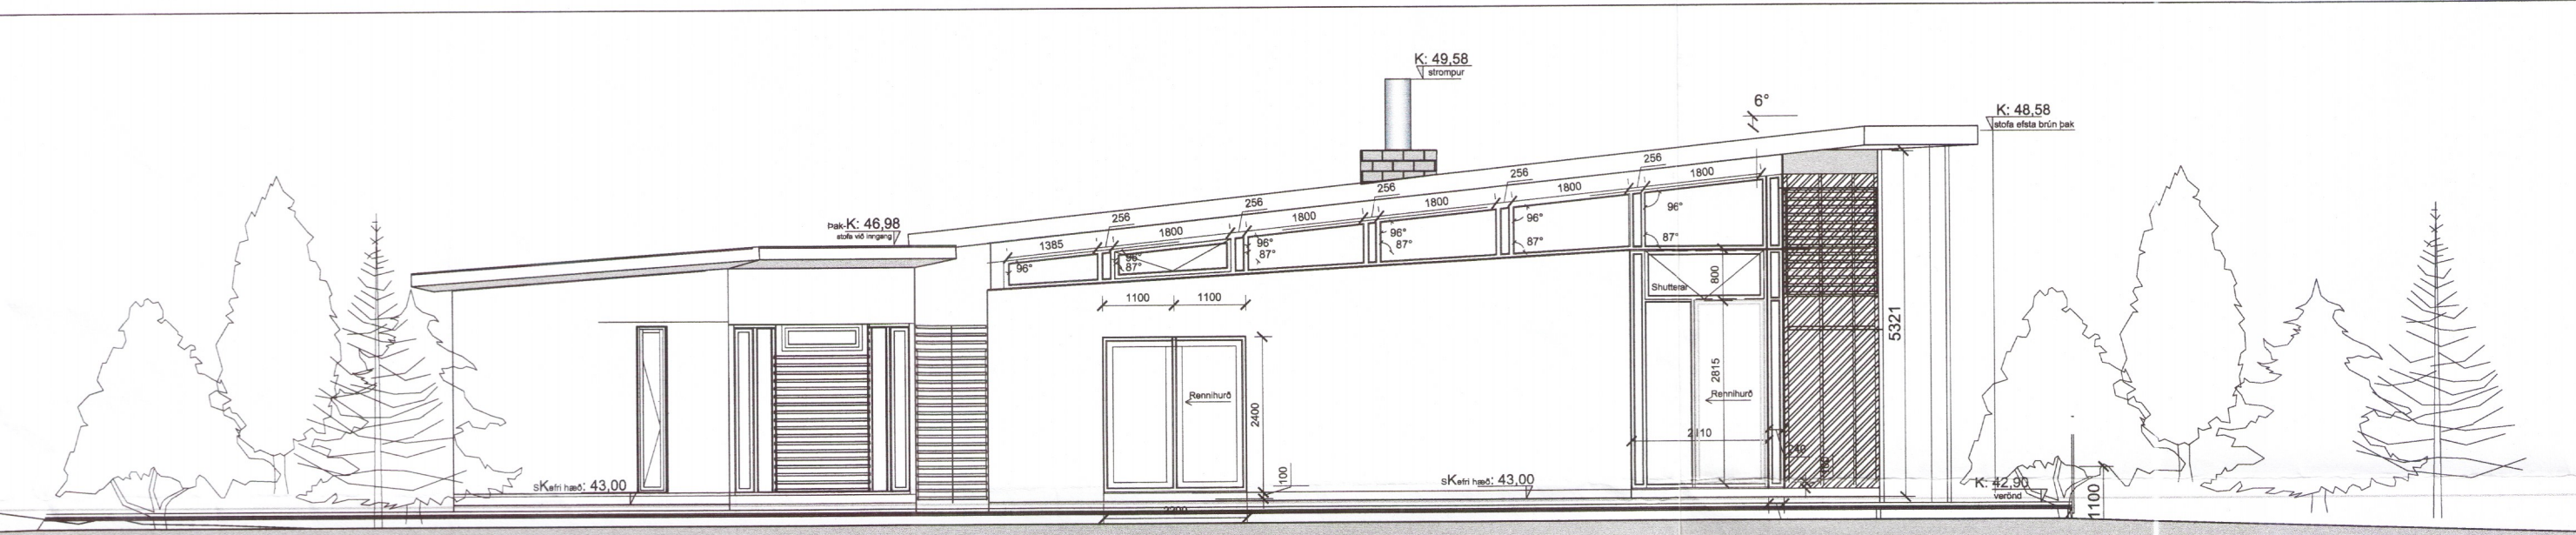 K: 49,58
strompur
6°
K: 48,58
stofa efsta brún þak
256
1800
256
1800
256
1800
256
1800
256
1800
1385
Þak-K: 46,98
stofa við inngang
96°
96°
87°
96°
87°
96°
87°
96°
87°
96°
87°
1100
1100
Shutterar
800
5321
Rennihurð
2400
2815
Rennihurð
2110
240
100
sKefri hæð: 43,00
sKefri hæð: 43,00
K: 42,90
verönd
1100
2200